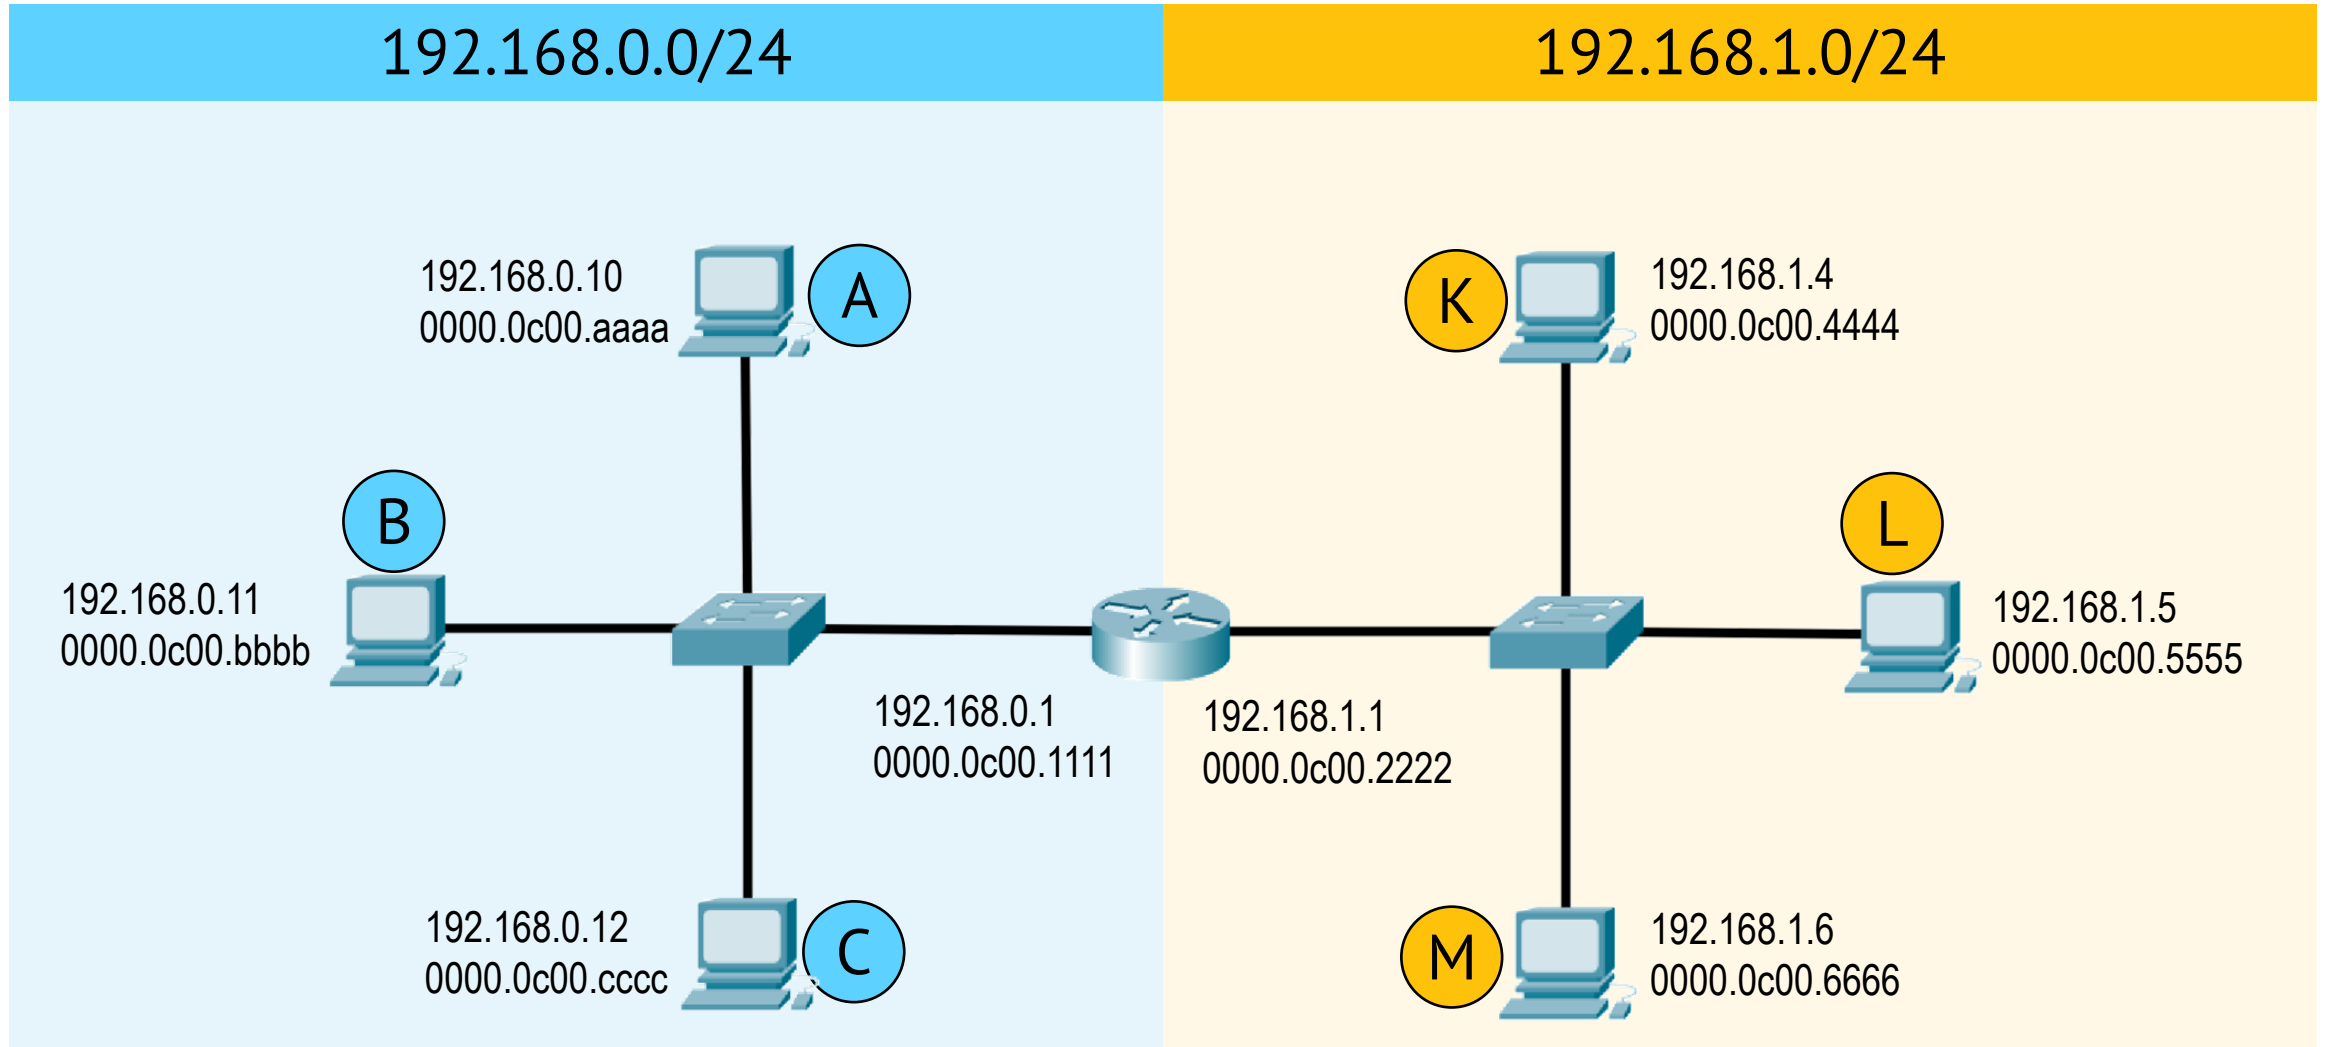 192.168.0.0/24
192.168.1.0/24
192.168.0.10
0000.0c00.aaaa
A
K
192.168.1.4
0000.0c00.4444
B
192.168.0.11
0000.0c00.bbbb
L
192.168.1.5
0000.0c00.5555
192.168.0.1
0000.0c00.1111
192.168.1.1
0000.0c00.2222
192.168.0.12
0000.0c00.cccc
C
M
192.168.1.6
0000.0c00.6666